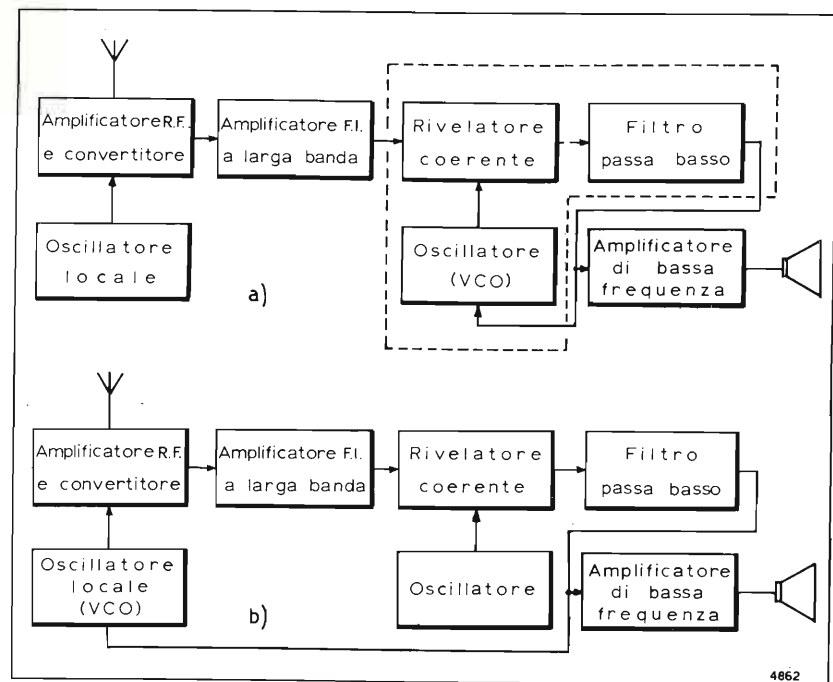 Amplificatore R.F.
e convertitore
Amplificatore F.I.
a larga banda
Rivelatore
coerente
Filtro
passa basso
Oscillatore
locale
a)
Oscillatore
(VCO)
Amplificatore
di bassa
frequenza
Amplificatore R.F.
e convertitore
Amplificatore F.I.
a larga banda
Rivelatore
coerente
Filtro
passa basso
Oscillatore
locale
(VCO)
b)
Oscillatore
Amplificatore
di bassa
frequenza
4862